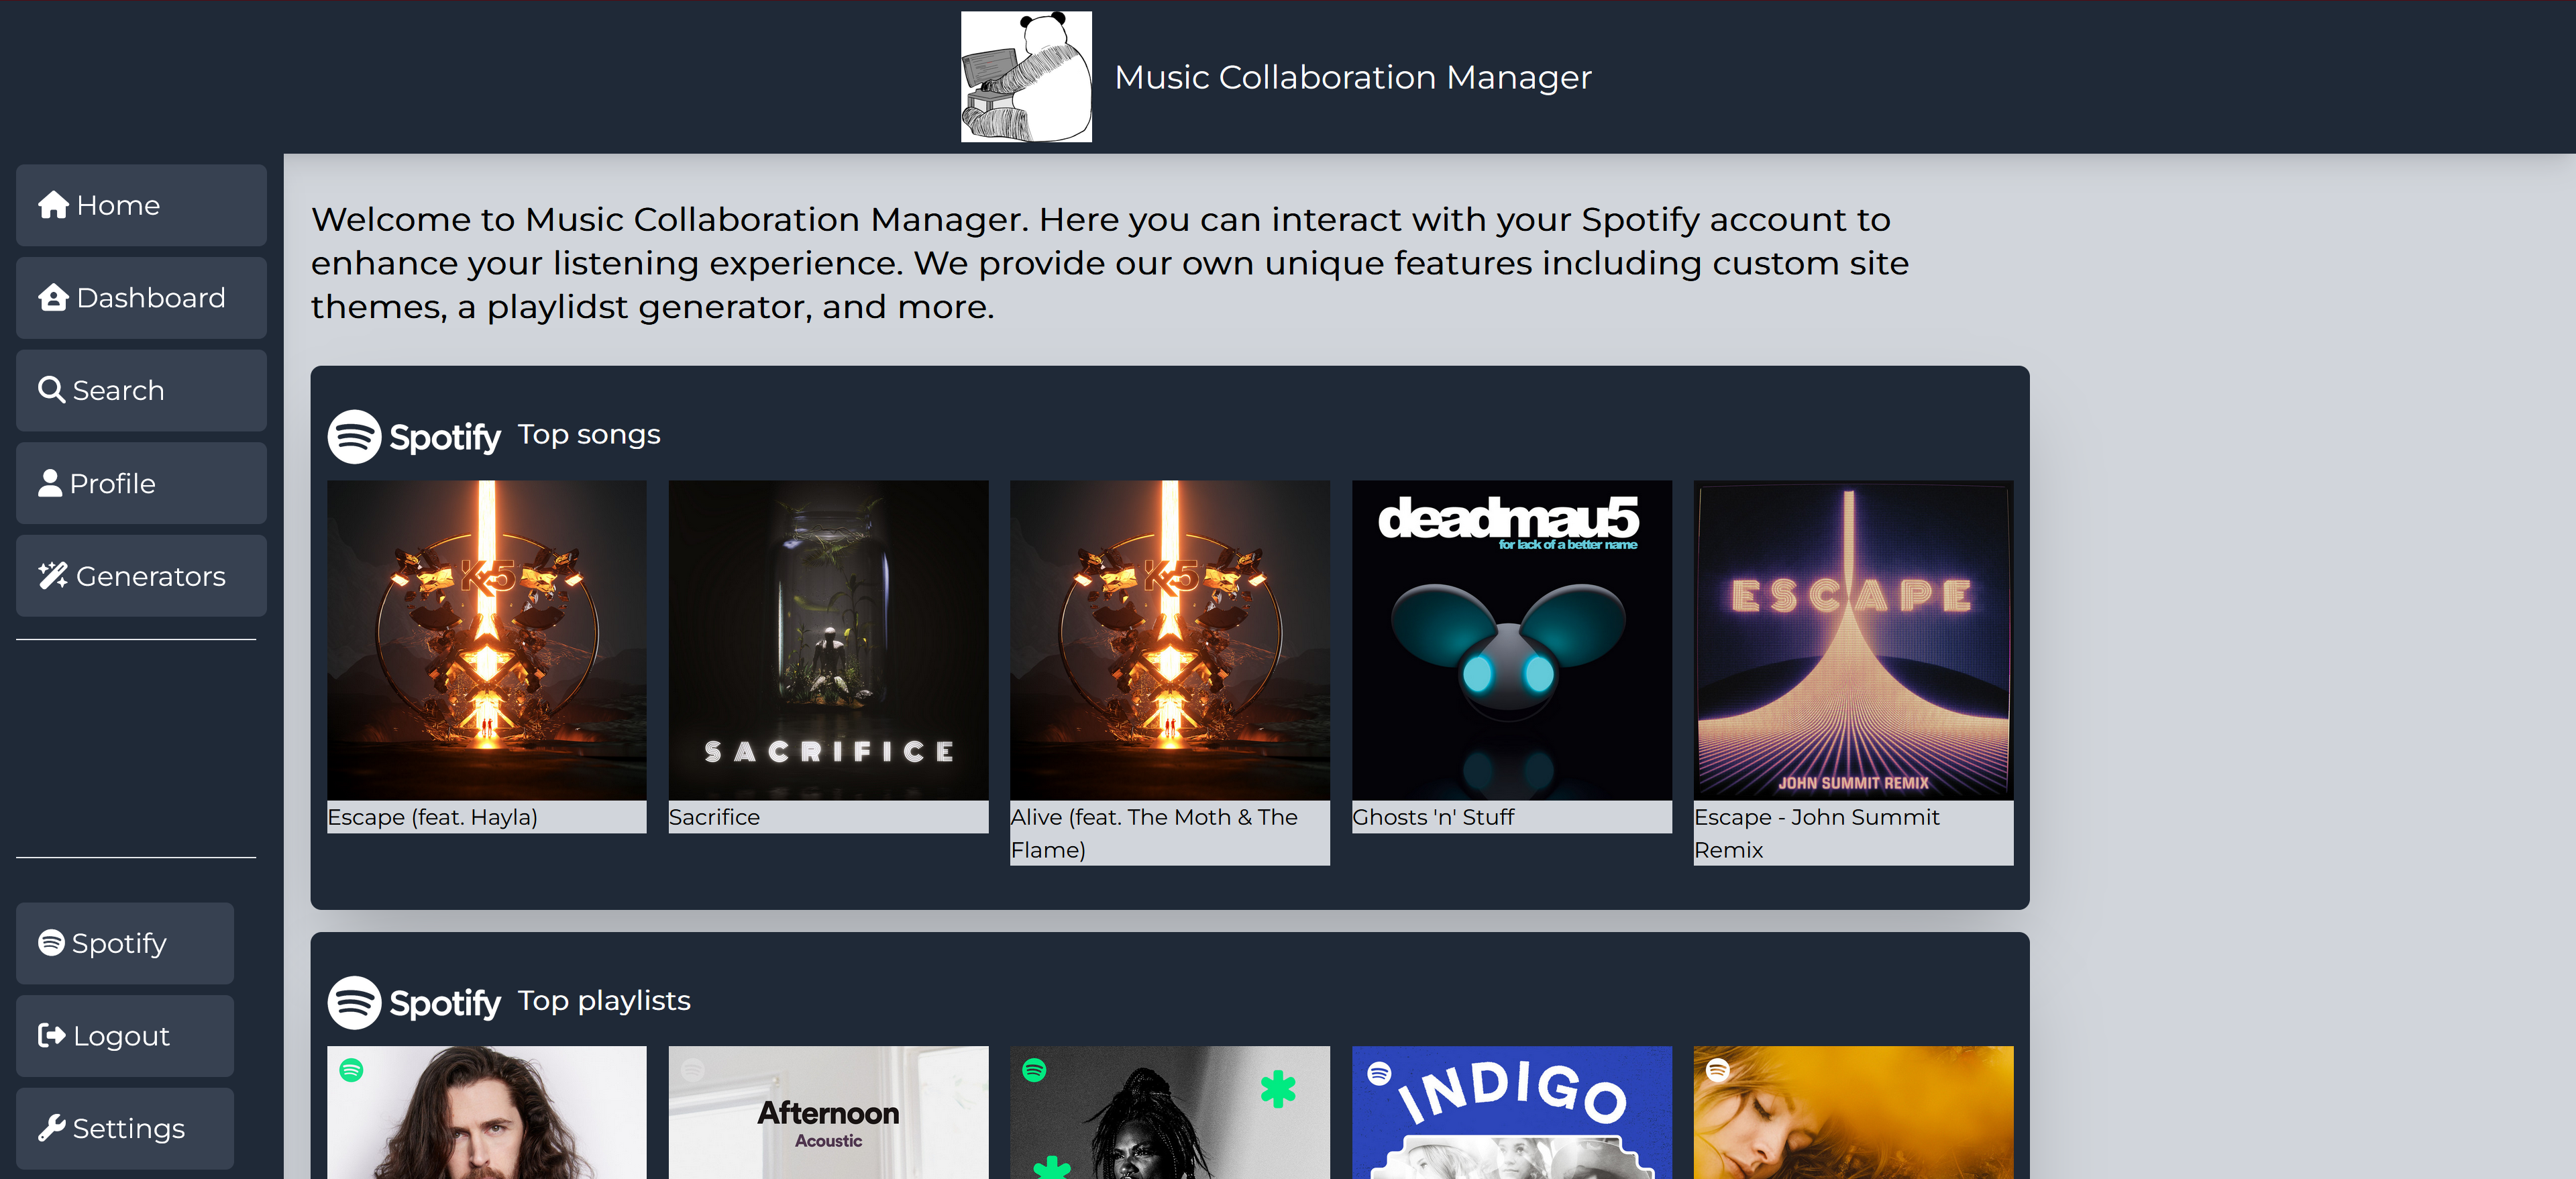 Music Collaboration Manager
Home
Dashboard
Search
Profile
Generators
Spotify
Logout
Settings
Welcome to Music Collaboration Manager. Here you can interact with your Spotify account to
enhance your listening experience. We provide our own unique features including custom site
themes, a playlidst generator, and more.
Spotify Top songs
K5
SACRIFICE
K5
deadmau5
for lack of a better name
ESCAPE
JOHN SUMMIT REMIX
Escape (feat. Hayla)
Sacrifice
Alive (feat. The Moth & The
Flame)
Ghosts 'n' Stuff
Escape - John Summit
Remix
Spotify Top playlists
Afternoon
Acoustic
INDIGO